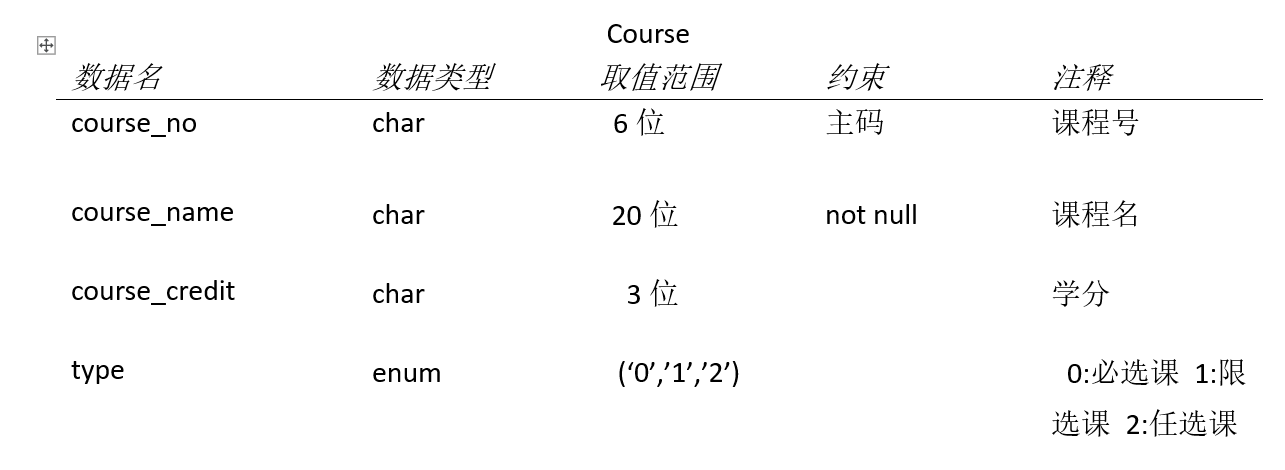 Course
数据名 数据类型 取值范围 约束 注释
course_no char 6 位 主码 课程号
course_name char 20 位 not null 课程名
course_credit char 3 位 学分
type enum (‘0’,’1’,’2’) 0:必选课 1:限
选课 2:任选课